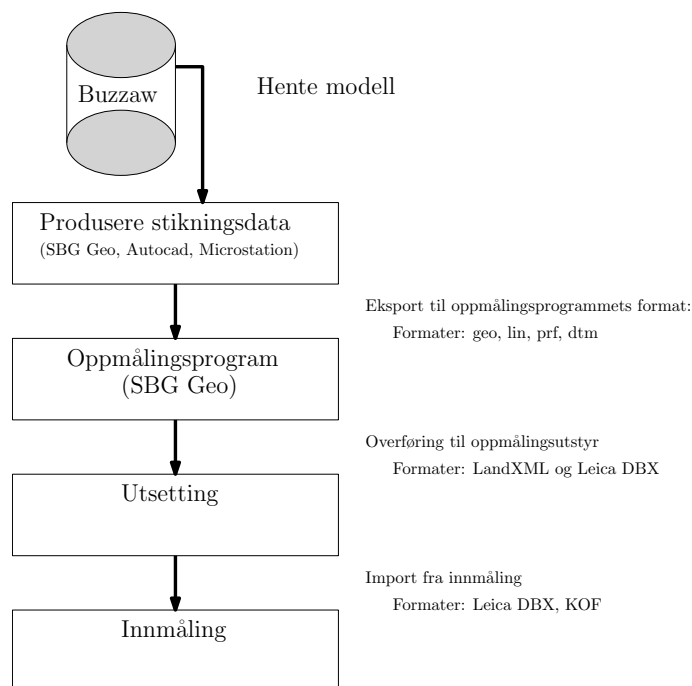 Buzzaw
Hente modell
Produsere stikningsdata
(SBG Geo, Autocad, Microstation)
Eksport til oppmålingsprogrammets format:
Formater: geo, lin, prf, dtm
Oppmålingsprogram
(SBG Geo)
Overføring til oppmålingsutstyr
Formater: LandXML og Leica DBX
Utsetting
Import fra innmåling
Formater: Leica DBX, KOF
Innmåling